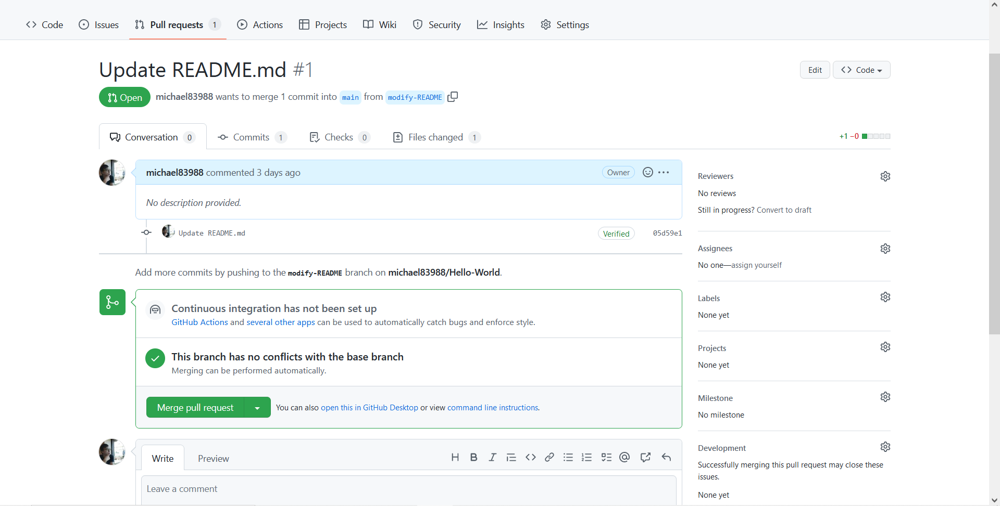 Code Issues Pull requests 1 Actions Projects Wiki Security Insights Settings
Update README.md #1
Edit
Code
Open michael83988 wants to merge 1 commit into main from modify-README
Conversation 0 Commits 1 Checks 0 Files changed 1
+1 −0
michael83988 commented 3 days ago
Owner
No description provided.
Update README.md
Verified
05d59e1
Add more commits by pushing to the modify-README branch on michael83988/Hello-World.
Continuous integration has not been set up
GitHub Actions and several other apps can be used to automatically catch bugs and enforce style.
This branch has no conflicts with the base branch
Merging can be performed automatically.
Merge pull request
You can also open this in GitHub Desktop or view command line instructions.
Write Preview
Leave a comment
Reviewers
No reviews
Still in progress? Convert to draft
Assignees
No one—assign yourself
Labels
None yet
Projects
None yet
Milestone
No milestone
Development
Successfully merging this pull request may close these
issues.
None yet